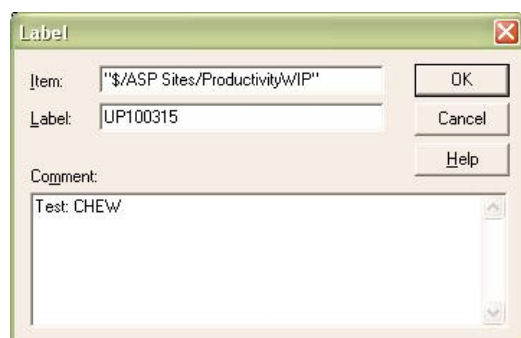 Label
Item: "$/ASP Sites/ProductivityWIP" OK
Label: UP100315 Cancel
Help
Comment:
Test: CHEW